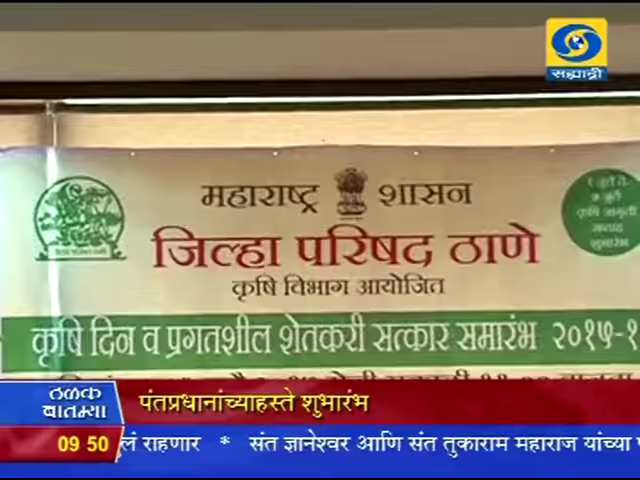 सह्याद्री
महाराष्ट्र शासन
जिल्हा परिषद ठाणे
कृषि विभाग आयोजित
कृषि दिन व प्रगतशील शेतकरी सत्कार समारंभ २०१५-१
ठळक
बातम्या
पंतप्रधानांच्याहस्ते शुभारंभ
09 50
लं राहणार * संत ज्ञानेश्वर आणि संत तुकाराम महाराज यांच्या